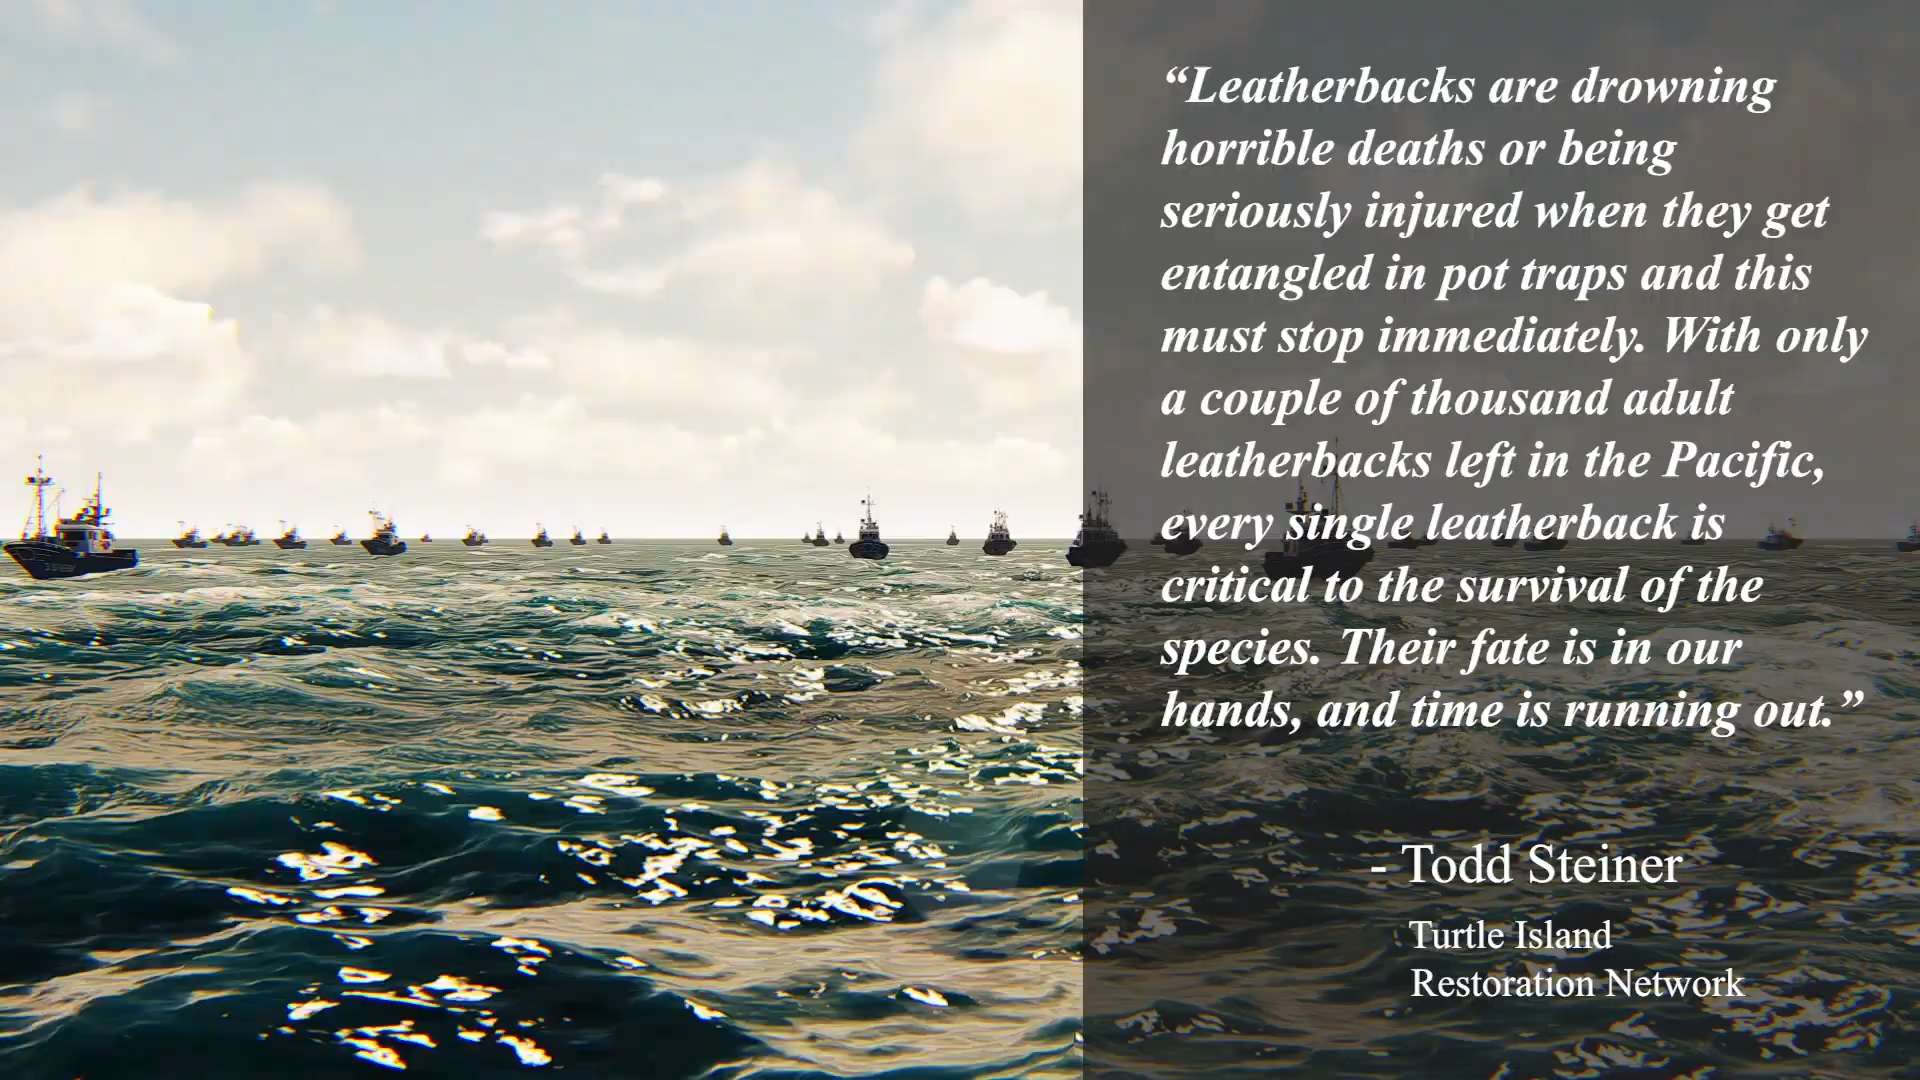 “Leatherbacks are drowning
horrible deaths or being
seriously injured when they get
entangled in pot traps and this
must stop immediately. With only
a couple of thousand adult
leatherbacks left in the Pacific,
every single leatherback is
critical to the survival of the
species. Their fate is in our
hands, and time is running out.”
- Todd Steiner
Turtle Island
Restoration Network